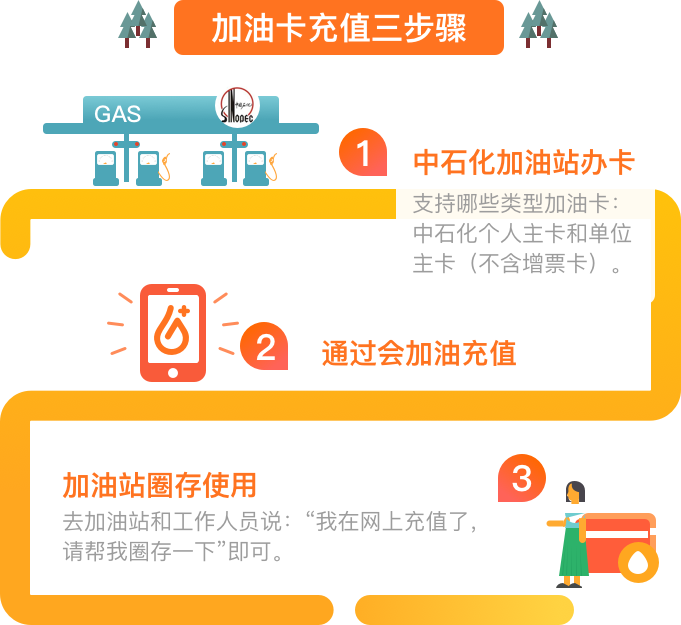 加油卡充值三步骤
GAS
SINOPEC
1
中石化加油站办卡
支持哪些类型加油卡：
中石化个人主卡和单位
主卡（不含增票卡）。
2
通过会加油充值
3
加油站圈存使用
去加油站和工作人员说：“我在网上充值了，
请帮我圈存一下”即可。